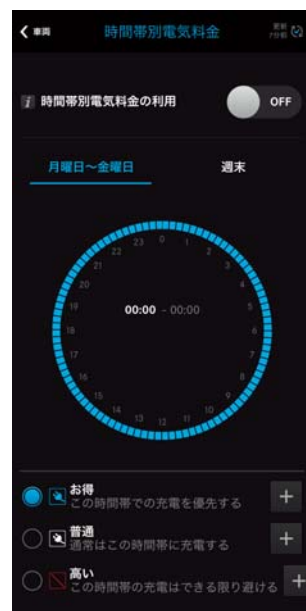 車両
時間帯別電気料金
更新
7分前
i 時間帯別電気料金の利用
OFF
月曜日～金曜日
週末
0
1
2
3
4
5
6
7
8
9
10
11
12
13
14
15
16
17
18
19
20
21
22
23
00:00 - 00:00
お得
この時間帯での充電を優先する
+
普通
通常はこの時間帯に充電する
+
高い
この時間帯の充電はできる限り避ける
+